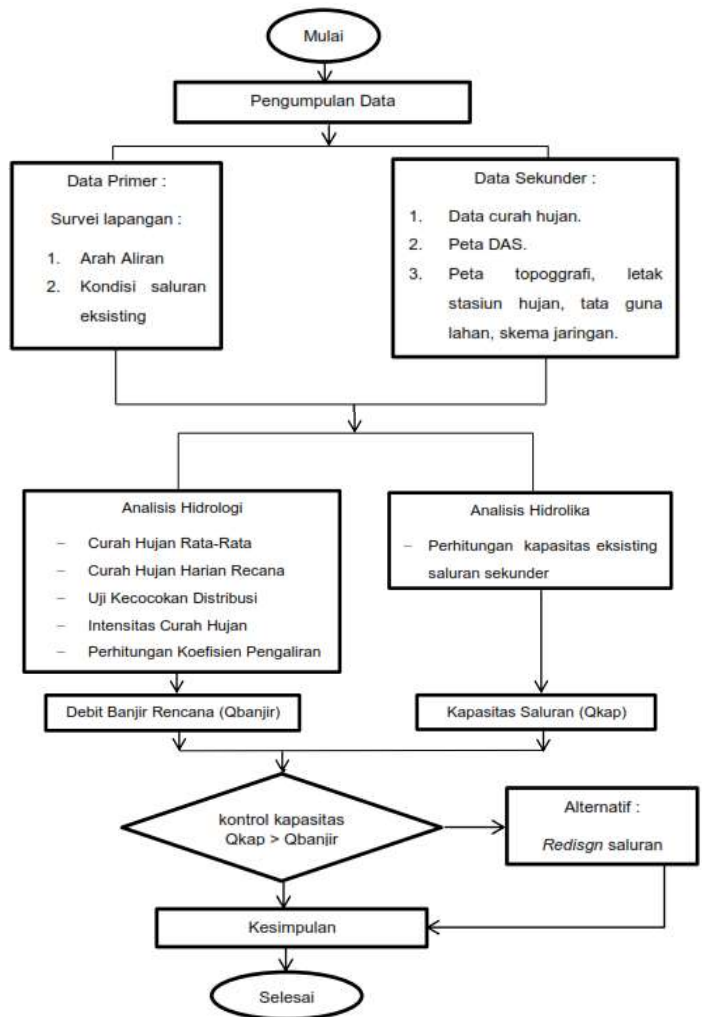 Mulai
Pengumpulan Data
Data Primer :
Survei lapangan :
1. Arah Aliran
2. Kondisi saluran
eksisting
Data Sekunder :
1. Data curah hujan.
2. Peta DAS.
3. Peta topoggrafi, letak
stasiun hujan, tata guna
lahan, skema jaringan.
Analisis Hidrologi
– Curah Hujan Rata-Rata
– Curah Hujan Harian Recana
– Uji Kecocokan Distribusi
– Intensitas Curah Hujan
– Perhitungan Koefisien Pengaliran
Analisis Hidrolika
– Perhitungan kapasitas eksisting
saluran sekunder
Debit Banjir Rencana (Qbanjir)
Kapasitas Saluran (Qkap)
kontrol kapasitas
Qkap > Qbanjir
Alternatif :
Redisgn saluran
Kesimpulan
Selesai